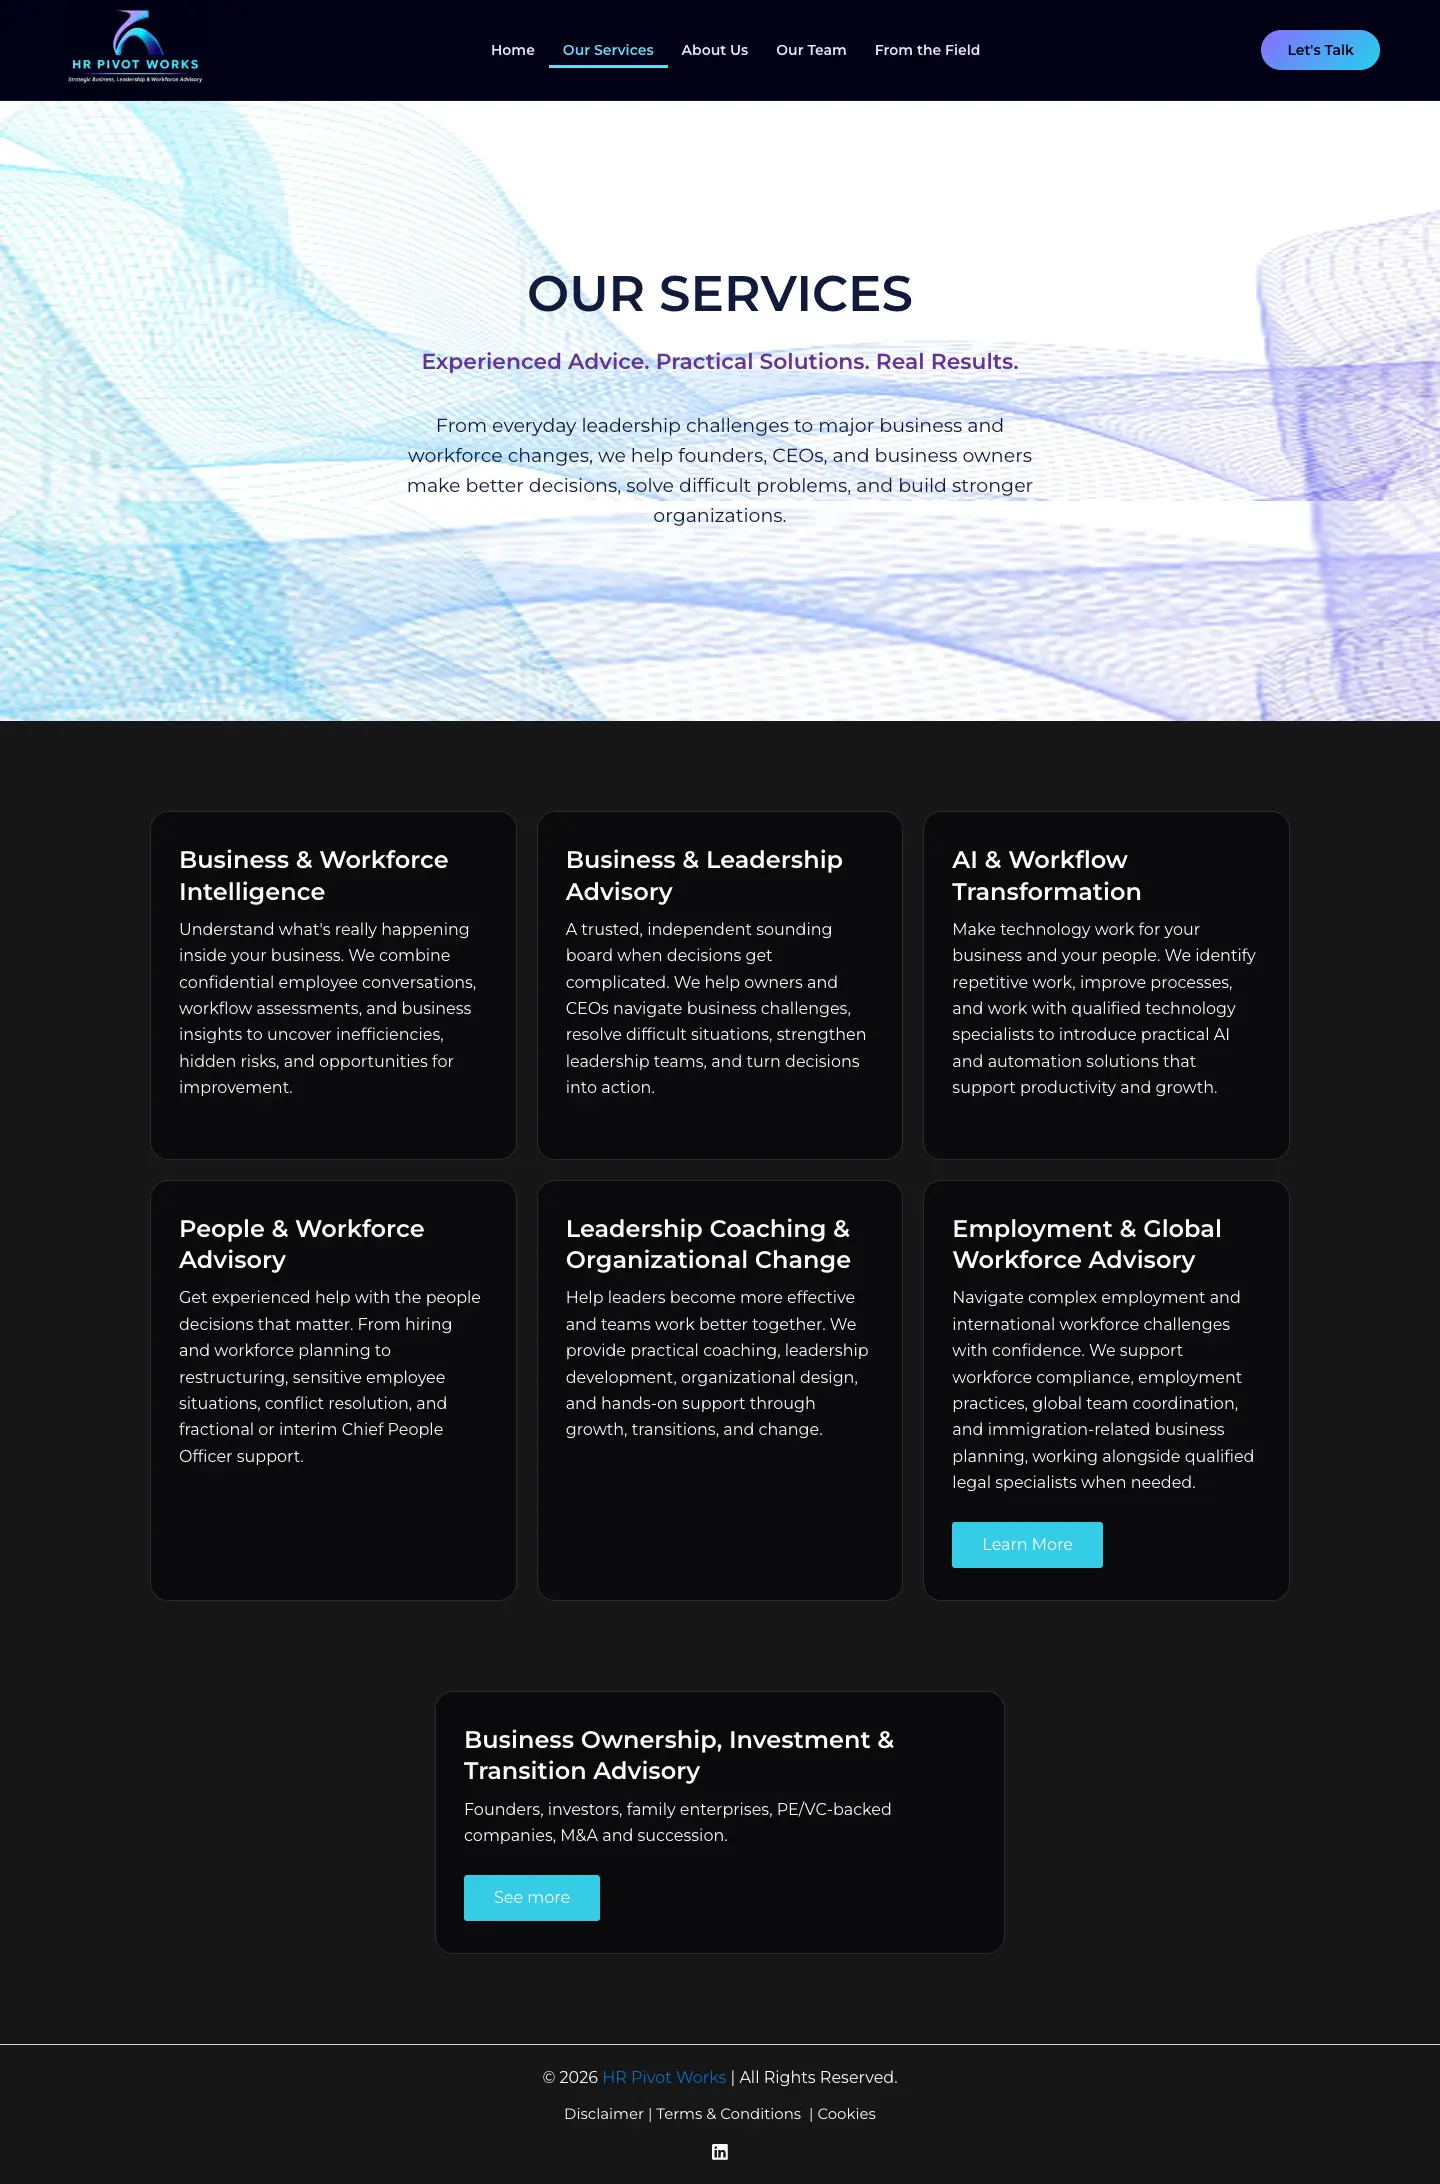 HR PIVOT WORKS
Strategic Business, Leadership & Workforce Advisory
Home
Our Services
About Us
Our Team
From the Field
Let's Talk
OUR SERVICES
Experienced Advice. Practical Solutions. Real Results.
From everyday leadership challenges to major business and
workforce changes, we help founders, CEOs, and business owners
make better decisions, solve difficult problems, and build stronger
organizations.
Business & Workforce
Intelligence
Understand what's really happening
inside your business. We combine
confidential employee conversations,
workflow assessments, and business
insights to uncover inefficiencies,
hidden risks, and opportunities for
improvement.
Business & Leadership
Advisory
A trusted, independent sounding
board when decisions get
complicated. We help owners and
CEOs navigate business challenges,
resolve difficult situations, strengthen
leadership teams, and turn decisions
into action.
AI & Workflow
Transformation
Make technology work for your
business and your people. We identify
repetitive work, improve processes,
and work with qualified technology
specialists to introduce practical AI
and automation solutions that
support productivity and growth.
People & Workforce
Advisory
Get experienced help with the people
decisions that matter. From hiring
and workforce planning to
restructuring, sensitive employee
situations, conflict resolution, and
fractional or interim Chief People
Officer support.
Leadership Coaching &
Organizational Change
Help leaders become more effective
and teams work better together. We
provide practical coaching, leadership
development, organizational design,
and hands-on support through
growth, transitions, and change.
Employment & Global
Workforce Advisory
Navigate complex employment and
international workforce challenges
with confidence. We support
workforce compliance, employment
practices, global team coordination,
and immigration-related business
planning, working alongside qualified
legal specialists when needed.
Learn More
Business Ownership, Investment &
Transition Advisory
Founders, investors, family enterprises, PE/VC-backed
companies, M&A and succession.
See more
© 2026 HR Pivot Works | All Rights Reserved.
Disclaimer | Terms & Conditions | Cookies
in